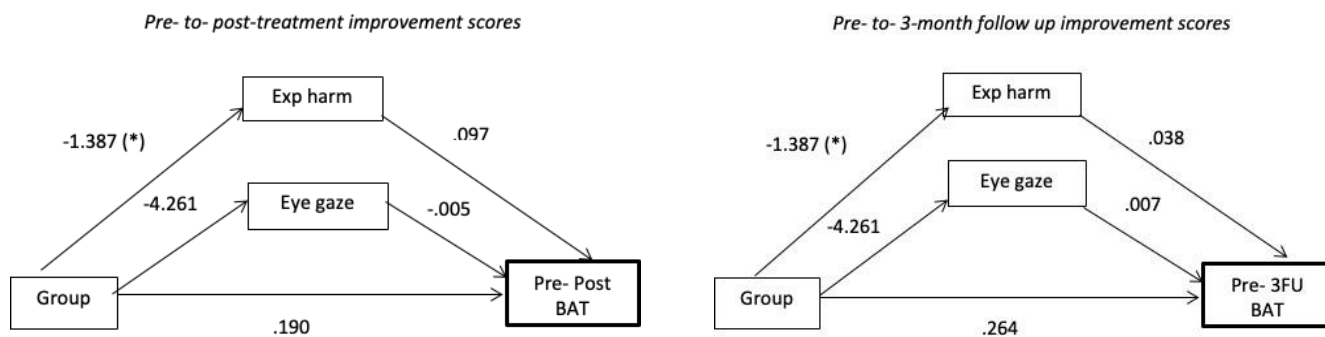 Pre- to- post-treatment improvement scores
Exp harm
-1.387 (*)
.097
-4.261
Eye gaze
-.005
Group
Pre- Post
BAT
.190
Pre- to- 3-month follow up improvement scores
Exp harm
-1.387 (*)
.038
Eye gaze
-4.261
.007
Group
Pre- 3FU
BAT
.264